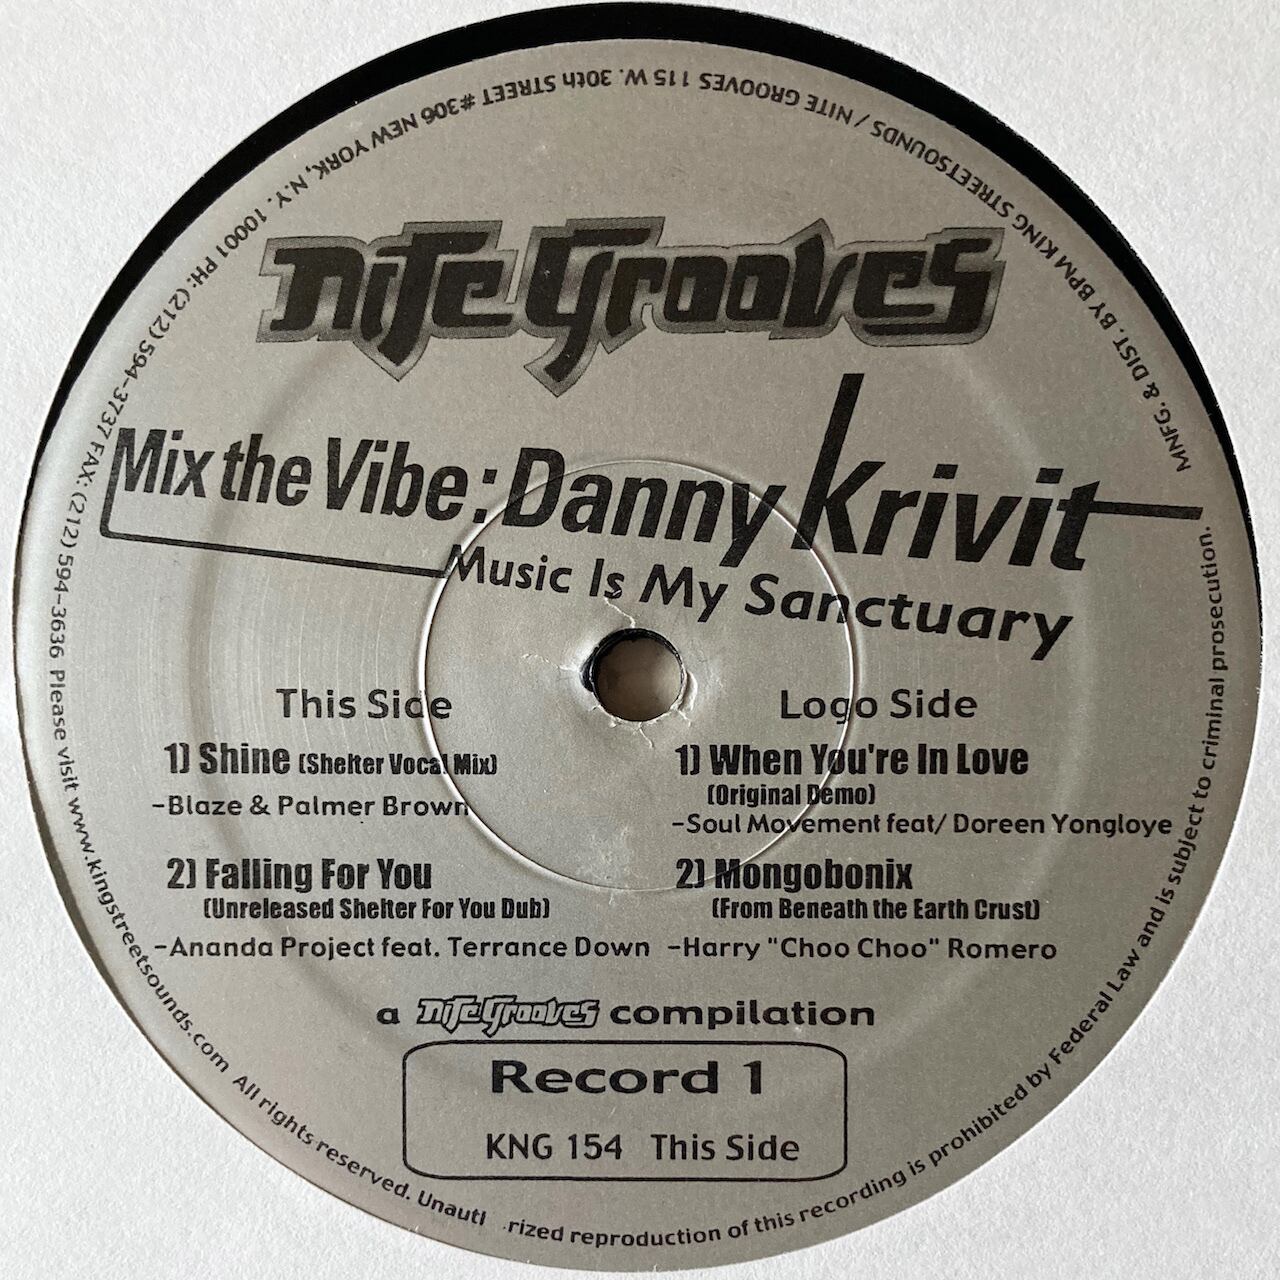 MNFG. & DIST. BY BPM KING STREETSOUNDS / NITE GROOVES 115 W. 30th STREET #306 NEW YORK, N.Y. 10001 PH: (212) 594-3737 FAX: (212) 594-3636 Please visit www.kingstreetsounds.com All rights reserved. Unautl rized reproduction of this recording is prohibited by Federal Law and is subject to criminal prosecution.
Nite Grooves
Mix the Vibe: Danny Krivit
Music Is My Sanctuary
This Side
1) Shine (Shelter Vocal Mix)
-Blaze & Palmer Brown
2) Falling For You
(Unreleased Shelter For You Dub)
-Ananda Project feat. Terrance Down
Logo Side
1) When You're In Love
(Original Demo)
-Soul Movement feat/ Doreen Yongloye
2) Mongobonix
(From Beneath the Earth Crust)
-Harry "Choo Choo" Romero
a Nite Grooves compilation
Record 1
KNG 154 This Side